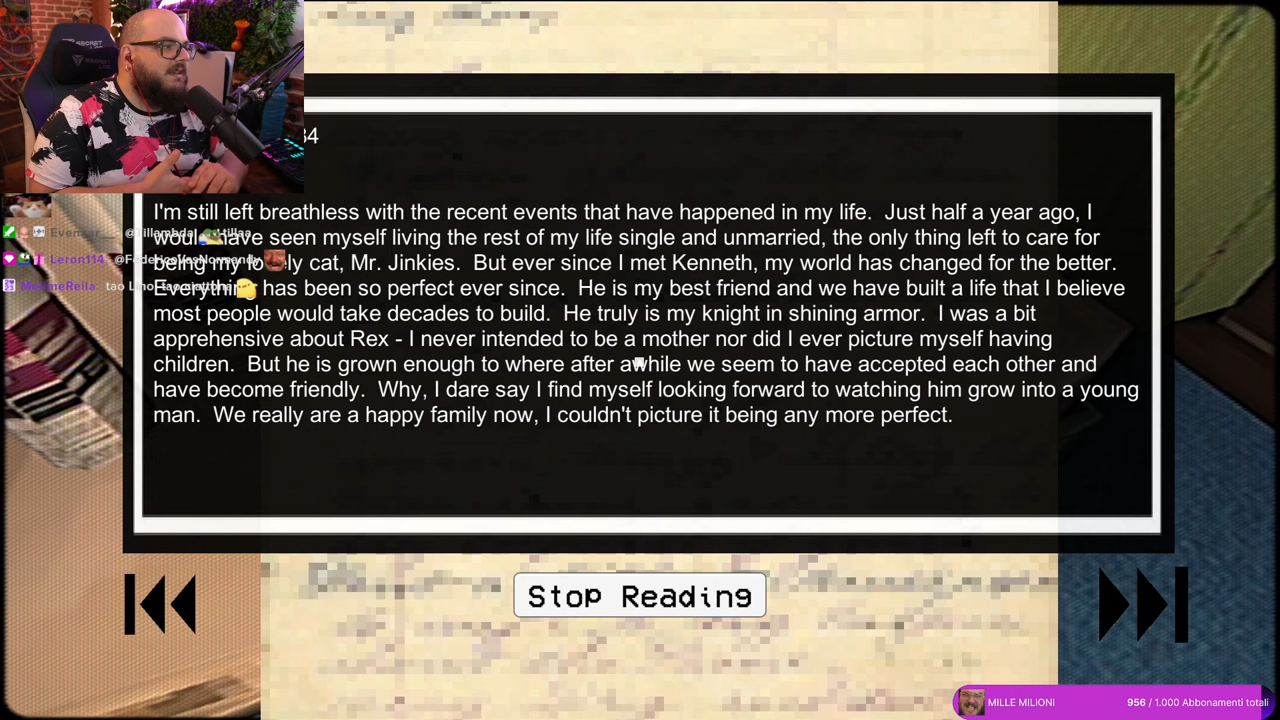 34
I'm still left breathless with the recent events that have happened in my life.  Just half a year ago, I
have seen myself living the rest of my life single and unmarried, the only thing left to care for
being my cat, Mr. Jinkies.  But ever since I met Kenneth, my world has changed for the better.
Everything has been so perfect ever since.  He is my best friend and we have built a life that I believe
most people would take decades to build.  He truly is my knight in shining armor.  I was a bit
apprehensive about Rex - I never intended to be a mother nor did I ever picture myself having
children.  But he is grown enough to where after awhile we seem to have accepted each other and
have become friendly.  Why, I dare say I find myself looking forward to watching him grow into a young
man.  We really are a happy family now, I couldn't picture it being any more perfect.
Leron114
Stop Reading
MILLE MILIONI 956 / 1.000 Abbonamenti totali